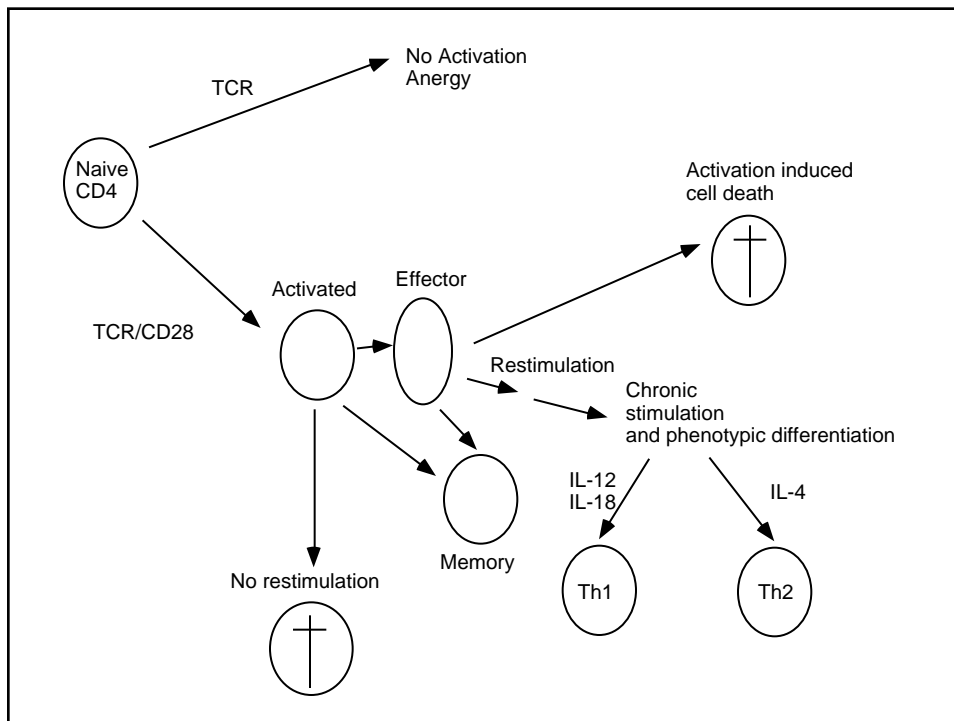 No Activation
Anergy
TCR
Naive
CD4
Activation induced
cell death
Effector
Activated
TCR/CD28
Restimulation
Chronic
stimulation
and phenotypic differentiation
IL-12
IL-18
IL-4
Memory
No restimulation
Th1
Th2